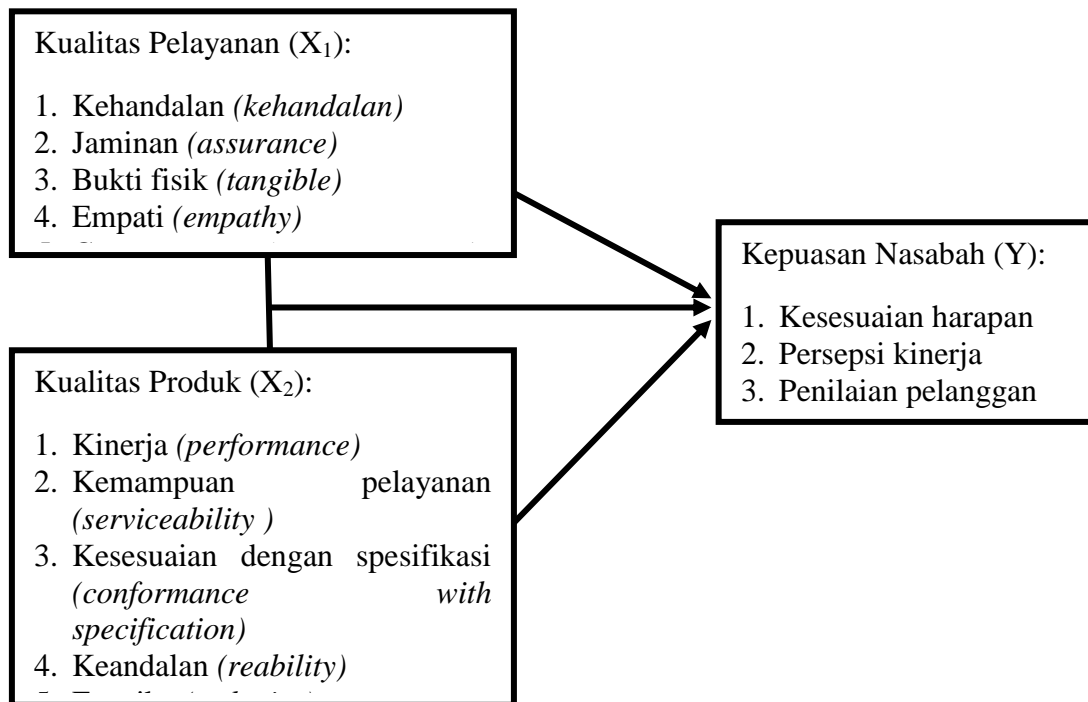 Kualitas Pelayanan (X₁):
1. Kehandalan (kehandalan)
2. Jaminan (assurance)
3. Bukti fisik (tangible)
4. Empati (empathy)
Kepuasan Nasabah (Y):
1. Kesesuaian harapan
2. Persepsi kinerja
3. Penilaian pelanggan
Kualitas Produk (X₂):
1. Kinerja (performance)
2. Kemampuan pelayanan
(serviceability )
3. Kesesuaian dengan spesifikasi
(conformance with
specification)
4. Keandalan (reability)